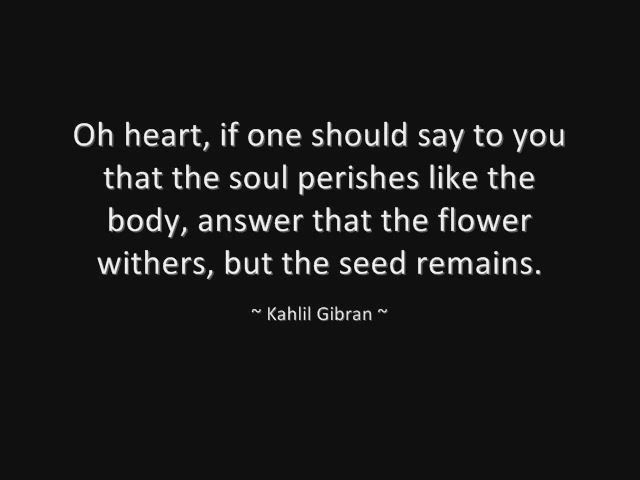 Oh heart, if one should say to you
that the soul perishes like the
body, answer that the flower
withers, but the seed remains.
~ Kahlil Gibran ~